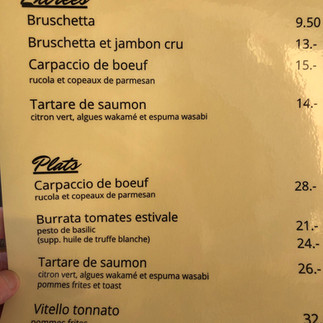 Entrées
Bruschetta 9.50
Bruschetta et jambon cru 13.-
Carpaccio de boeuf 15.-
rucola et copeaux de parmesan
Tartare de saumon 14.-
citron vert, algues wakamé et espuma wasabi
Plats
Carpaccio de boeuf 28.-
rucola et copeaux de parmesan
Burrata tomates estivale 21.-
pesto de basilic
(supp. huile de truffe blanche) 24.-
Tartare de saumon 26.-
citron vert, algues wakamé et espuma wasabi
pommes frites et toast
Vitello tonnato 32
pommes frites